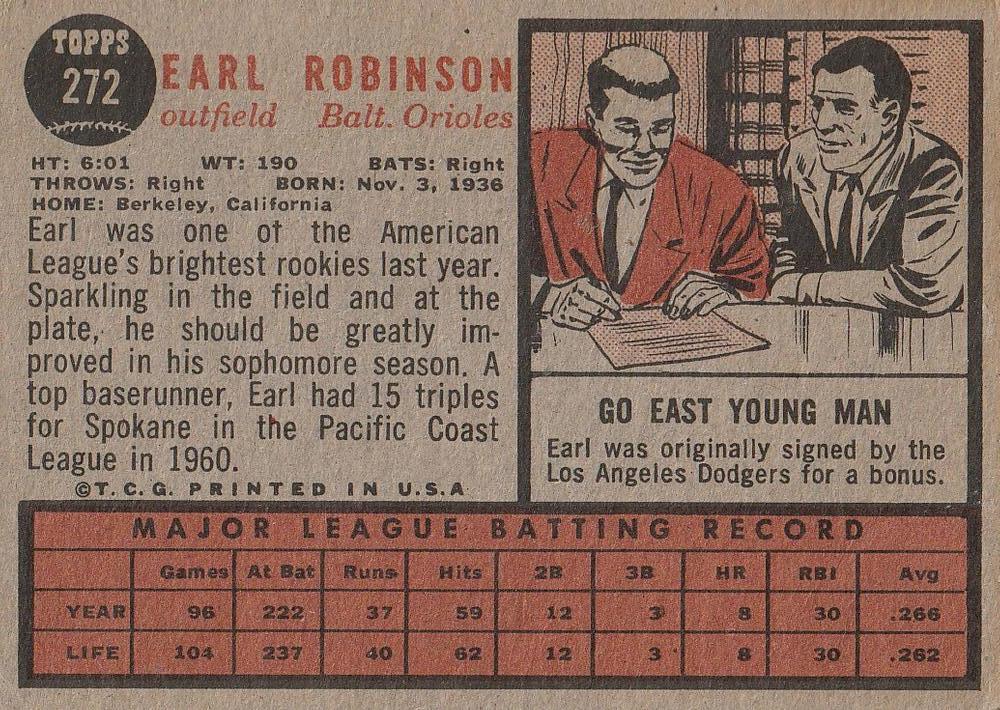 TOPPS
272
EARL ROBINSON
outfield Balt. Orioles
HT: 6:01 WT: 190 BATS: Right
THROWS: Right BORN: Nov. 3, 1936
HOME: Berkeley, California
Earl was one of the American
League's brightest rookies last year.
Sparkling in the field and at the
plate, he should be greatly im-
proved in his sophomore season. A
top baserunner, Earl had 15 triples
for Spokane in the Pacific Coast
League in 1960.
©T.C.G. PRINTED IN U.S.A
GO EAST YOUNG MAN
Earl was originally signed by the
Los Angeles Dodgers for a bonus.
MAJOR LEAGUE BATTING RECORD
Games At Bat Runs Hits 2B 3B HR RBI Avg
YEAR 96 222 37 59 12 3 8 30 .266
LIFE 104 237 40 62 12 3 8 30 .262